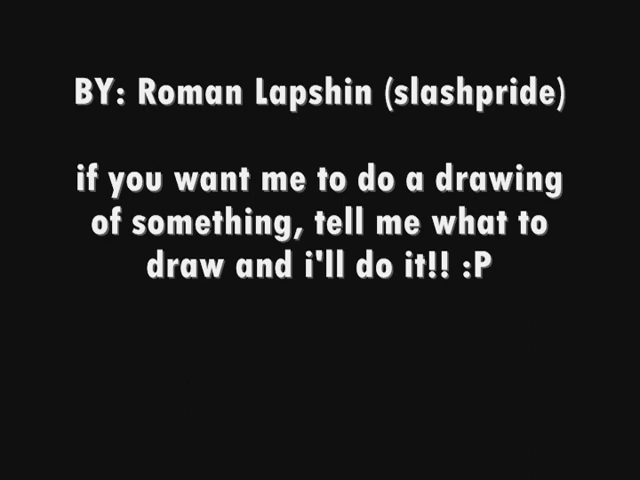 BY: Roman Lapshin (slashpride)
if you want me to do a drawing
of something, tell me what to
draw and i'll do it!! :P